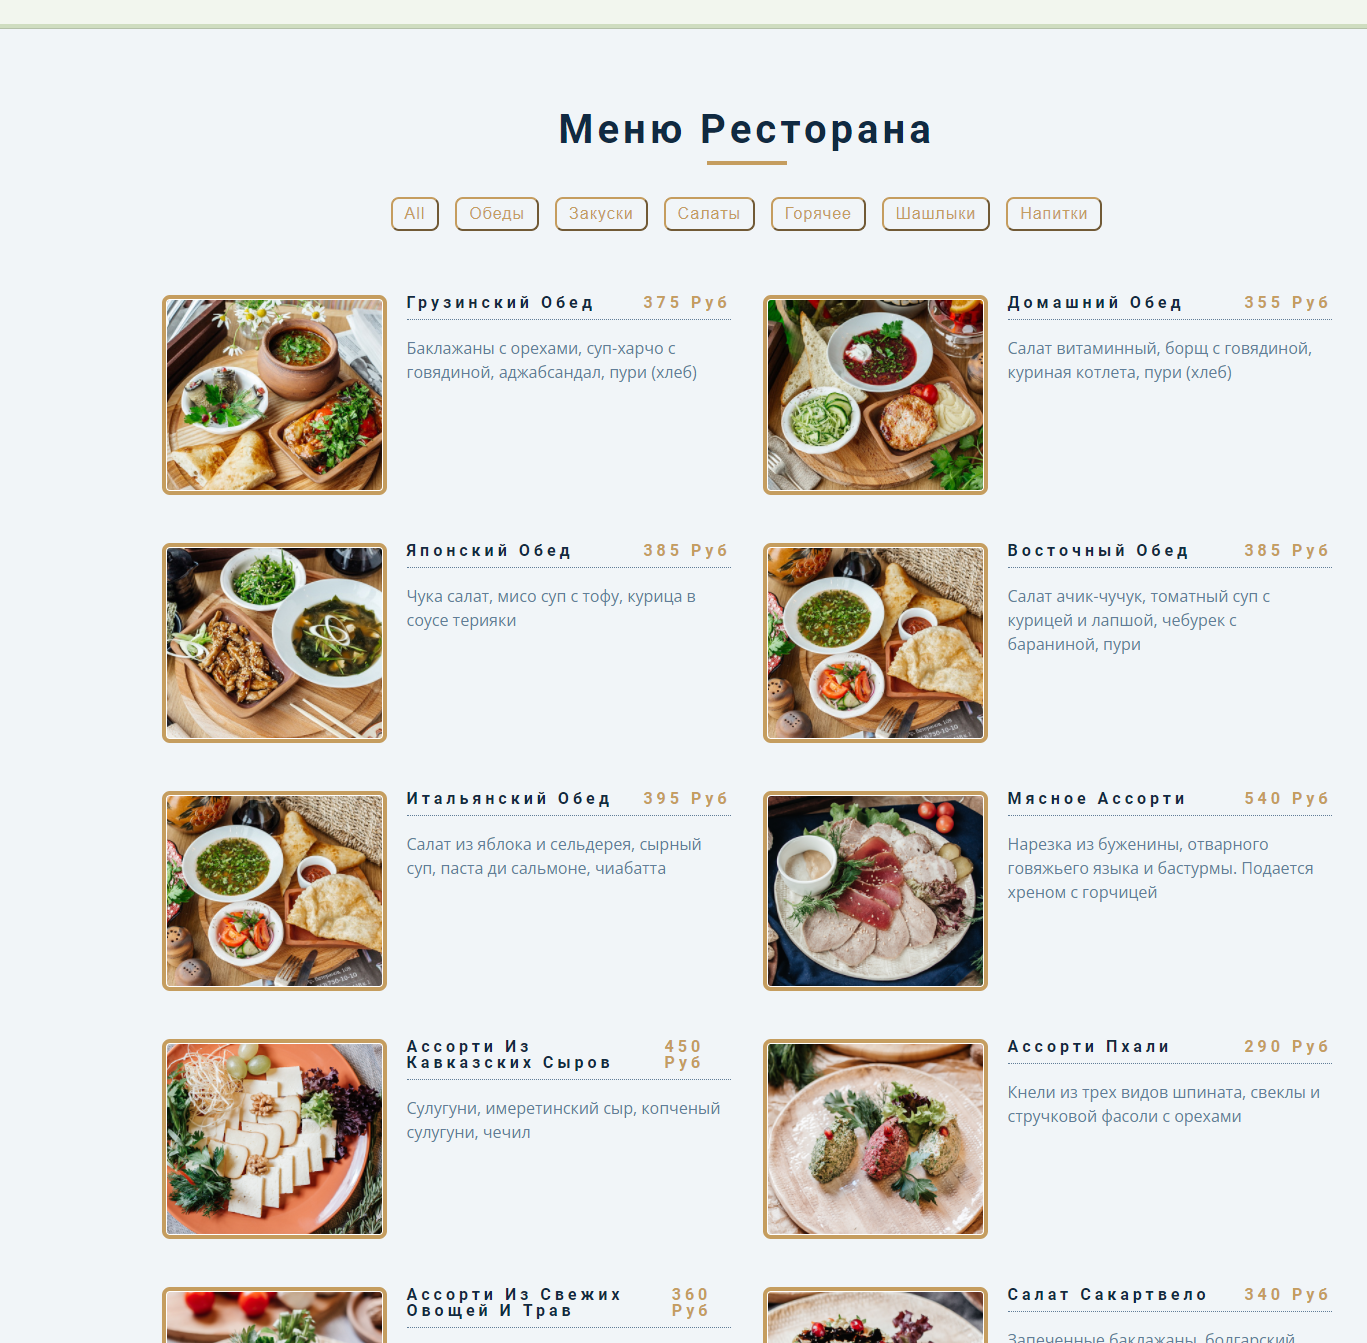 Меню Ресторана
All Обеды Закуски Салаты Горячее Шашлыки Напитки
Грузинский Обед 375 Руб
Баклажаны с орехами, суп-харчо с
говядиной, аджабсандал, пури (хлеб)
Домашний Обед 355 Руб
Салат витаминный, борщ с говядиной,
куриная котлета, пури (хлеб)
Японский Обед 385 Руб
Чука салат, мисо суп с тофу, курица в
соусе терияки
Восточный Обед 385 Руб
Салат ачик-чучук, томатный суп с
курицей и лапшой, чебурек с
бараниной, пури
Итальянский Обед 395 Руб
Салат из яблока и сельдерея, сырный
суп, паста ди сальмоне, чиабатта
Мясное Ассорти 540 Руб
Нарезка из буженины, отварного
говяжьего языка и бастурмы. Подается
хреном с горчицей
Ассорти Из 450
Кавказских Сыров Руб
Сулугуни, имеретинский сыр, копченый
сулугуни, чечил
Ассорти Пхали 290 Руб
Кнели из трех видов шпината, свеклы и
стручковой фасоли с орехами
Ассорти Из Свежих 360
Овощей И Трав Руб
Салат Сакартвело 340 Руб
Запеченные баклажаны, болгарский